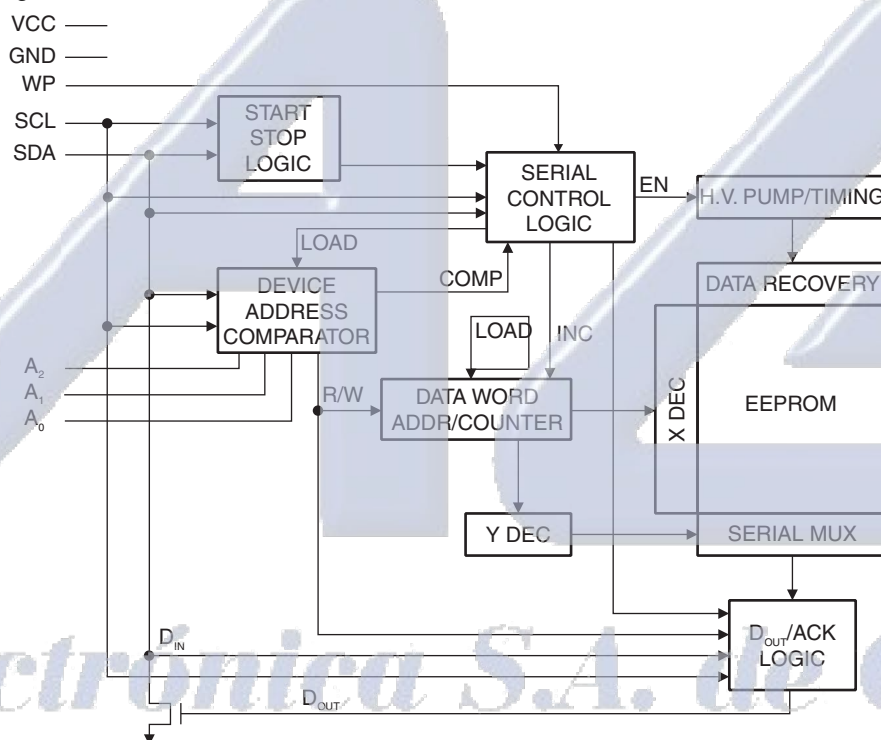 VCC
GND
WP
SCL
SDA
START
STOP
LOGIC
SERIAL
CONTROL
LOGIC
EN
H.V. PUMP/TIMING
LOAD
COMP
DEVICE
ADDRESS
COMPARATOR
DATA RECOVERY
LOAD
INC
A2
A1
A0
R/W
DATA WORD
ADDR/COUNTER
X DEC
EEPROM
Y DEC
SERIAL MUX
DIN
DOUT/ACK
LOGIC
DOUT
ctrónica S.A. de